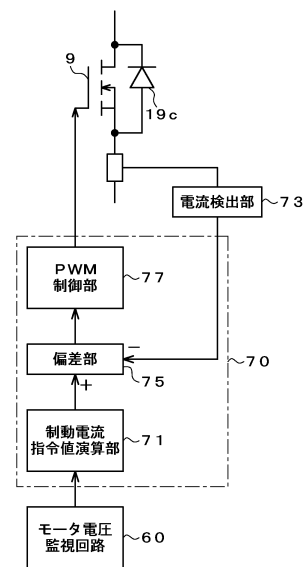 9
19c
電流検出部
73
PWM
制御部
77
−
偏差部
75
70
+
制動電流
指令値演算部
71
モータ電圧
監視回路
60